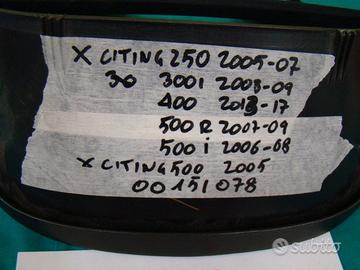 X CITING 250 2005-07
30 300i 2008-09
400 2013-17
500 R 2007-09
500 i 2006-08
X CITING 500 2005
00151078
subito